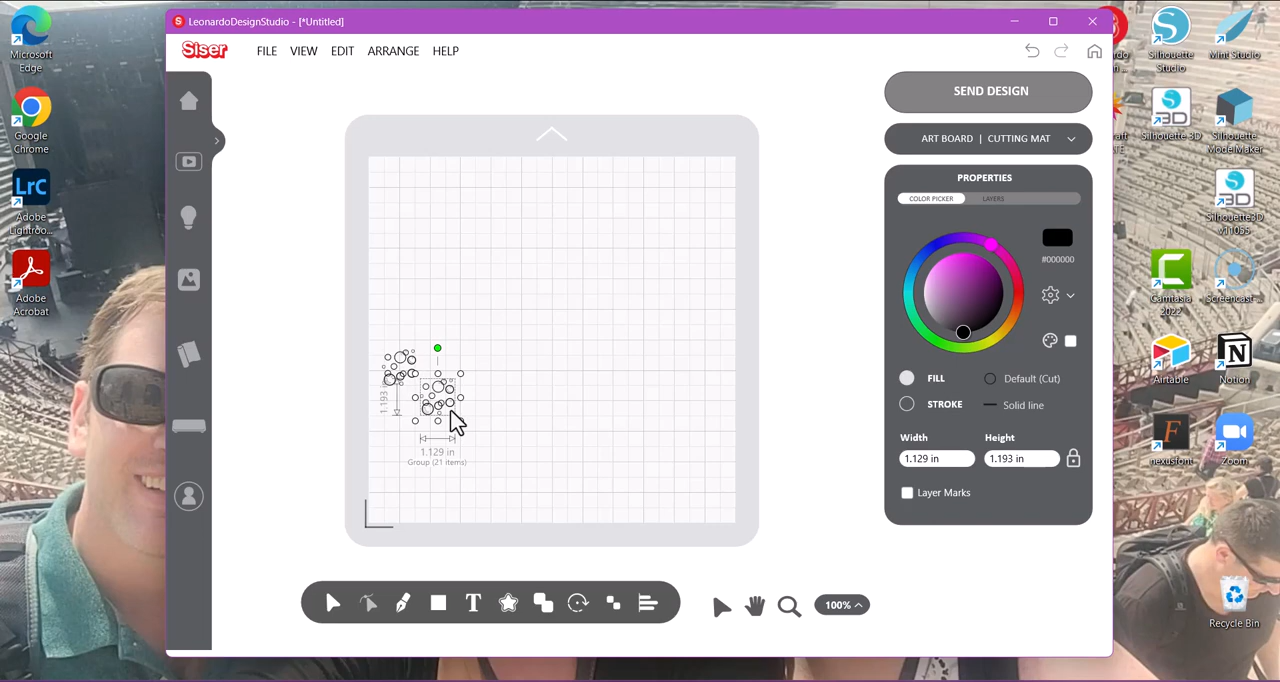 LeonardoDesignStudio - [*Untitled]
Siser
FILE VIEW EDIT ARRANGE HELP
SEND DESIGN
ART BOARD | CUTTING MAT
PROPERTIES
COLOR PICKER LAYERS
#000000
FILL
Default (Cut)
STROKE
Solid line
Width
Height
1.129 in
1.193 in
Layer Marks
1.193
1.129 in
Group (21 items)
100%
Microsoft
Edge
Google
Chrome
Lrc
Adobe
Lightroo...
Adobe
Acrobat
Silhouette
Studio
Mint Studio
Silhouette 3D
Silhouette
ModelMaker
Silhouette3D
v11055
Camtasia
2022
Screencast-...
Airtable
Notion
nexusfont
Zoom
Recycle Bin